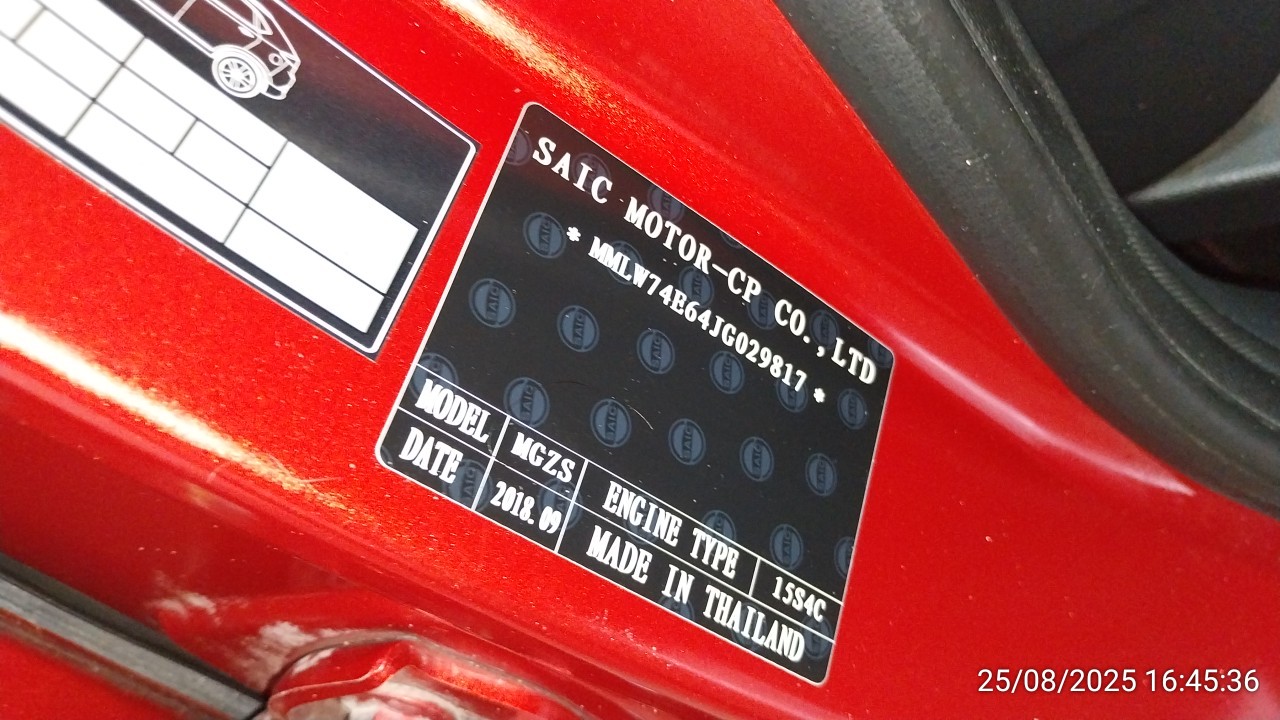 SAIC MOTOR-CP CO.,LTD
* MMLW74E64JG029817 *
MODEL MGZS ENGINE TYPE 15S4C
DATE 2018.09 MADE IN THAILAND
25/08/2025 16:45:36